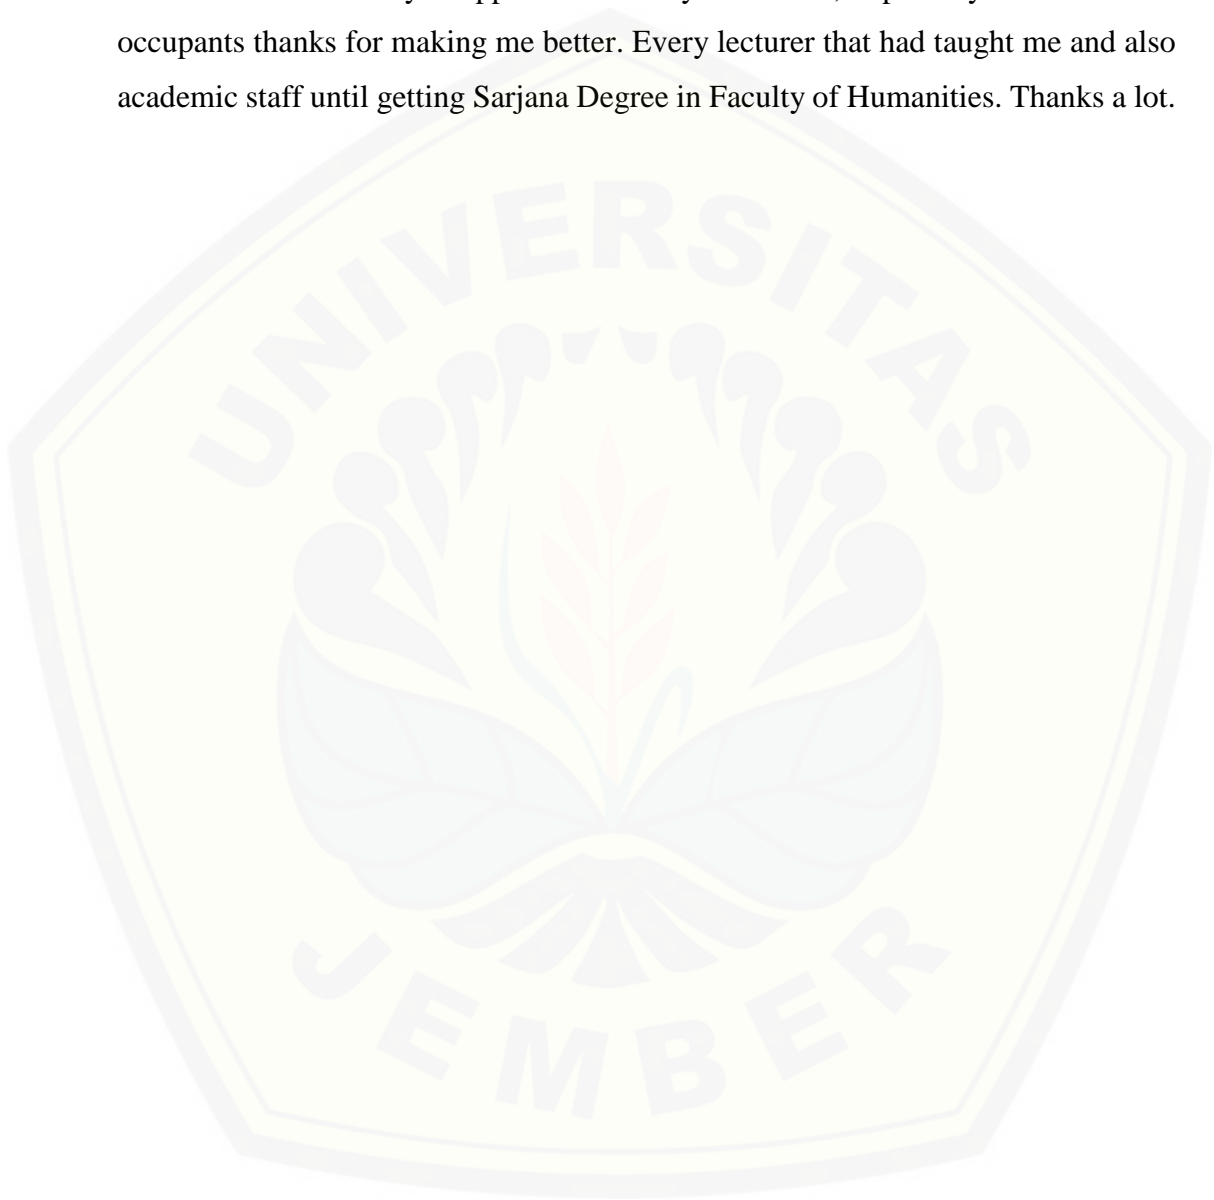 occupants thanks for making me better. Every lecturer that had taught me and also
academic staff until getting Sarjana Degree in Faculty of Humanities. Thanks a lot.
UNIVERSITAS
JEMBER